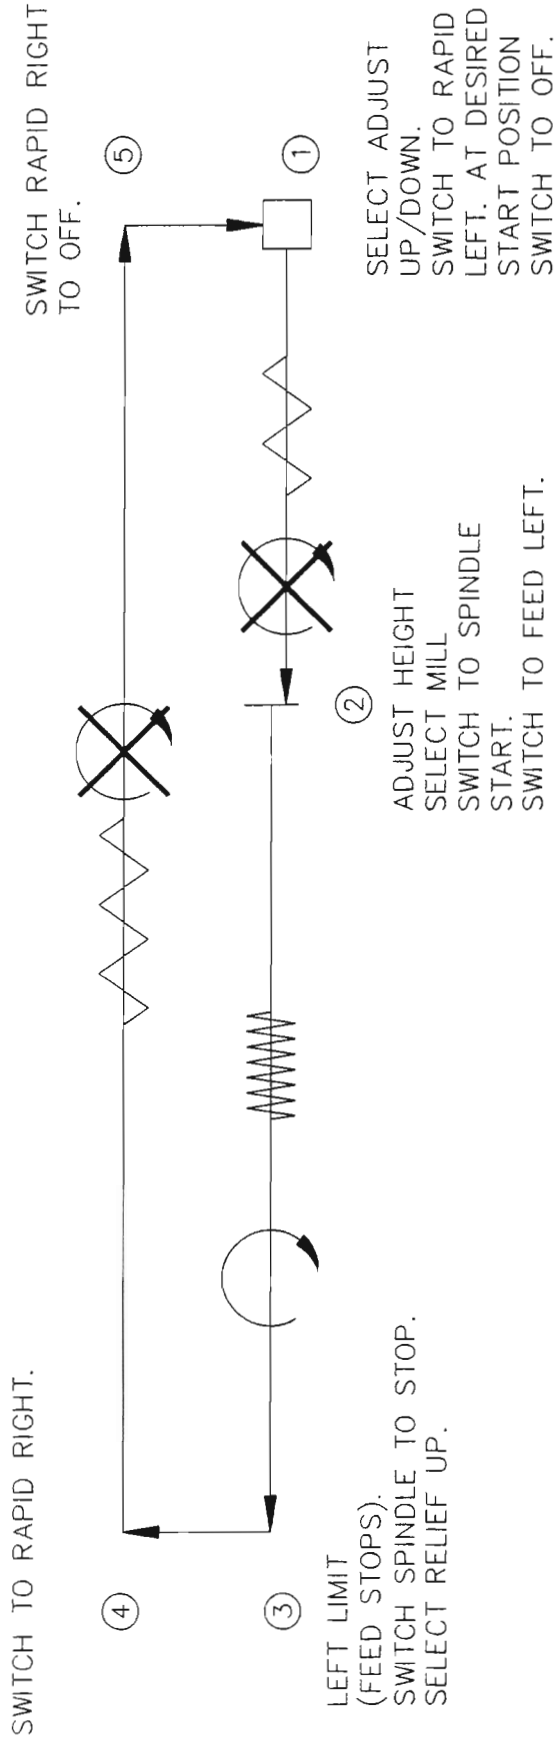 SWITCH TO RAPID RIGHT.
SWITCH RAPID RIGHT
TO OFF.
4
5
3
1
2
LEFT LIMIT
(FEED STOPS).
SWITCH SPINDLE TO STOP.
SELECT RELIEF UP.
ADJUST HEIGHT
SELECT MILL
SWITCH TO SPINDLE
START.
SWITCH TO FEED LEFT.
SELECT ADJUST
UP/DOWN.
SWITCH TO RAPID
LEFT. AT DESIRED
START POSITION
SWITCH TO OFF.